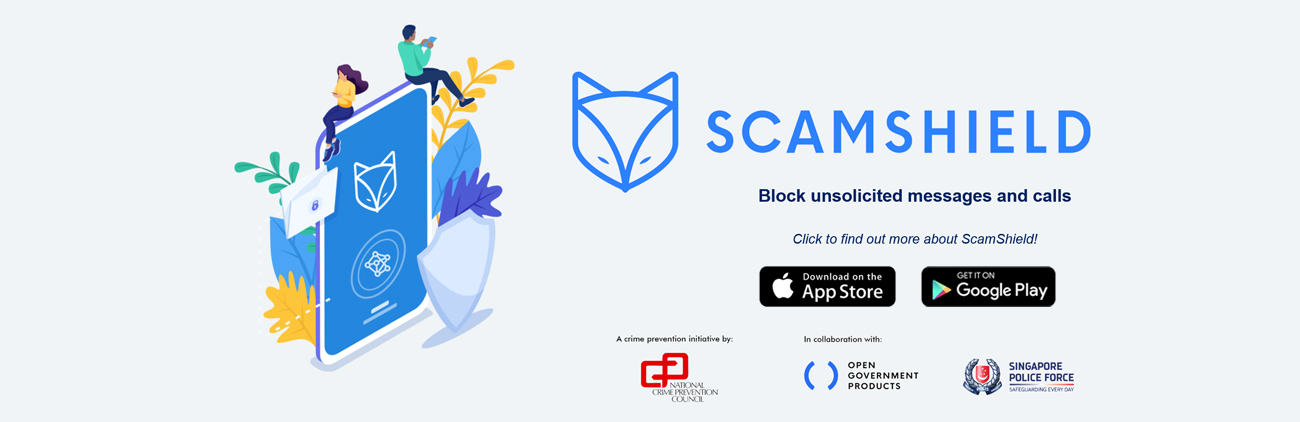 SCAMSHIELD
Block unsolicited messages and calls
Click to find out more about ScamShield!
Download on the
App Store
GET IT ON
Google Play
A crime prevention initiative by:
NATIONAL
CRIME PREVENTION
COUNCIL
In collaboration with:
OPEN
GOVERNMENT
PRODUCTS
SINGAPORE
POLICE FORCE
SAFEGUARDING EVERY DAY